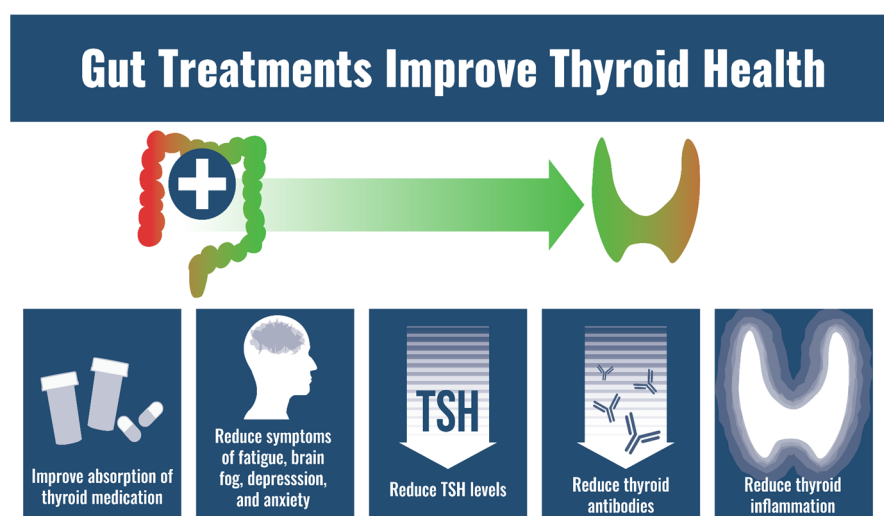 Gut Treatments Improve Thyroid Health
Improve absorption of
thyroid medication
Reduce symptoms
of fatigue, brain
fog, depresssion,
and anxiety
TSH
Reduce TSH levels
Reduce thyroid
antibodies
Reduce thyroid
inflammation